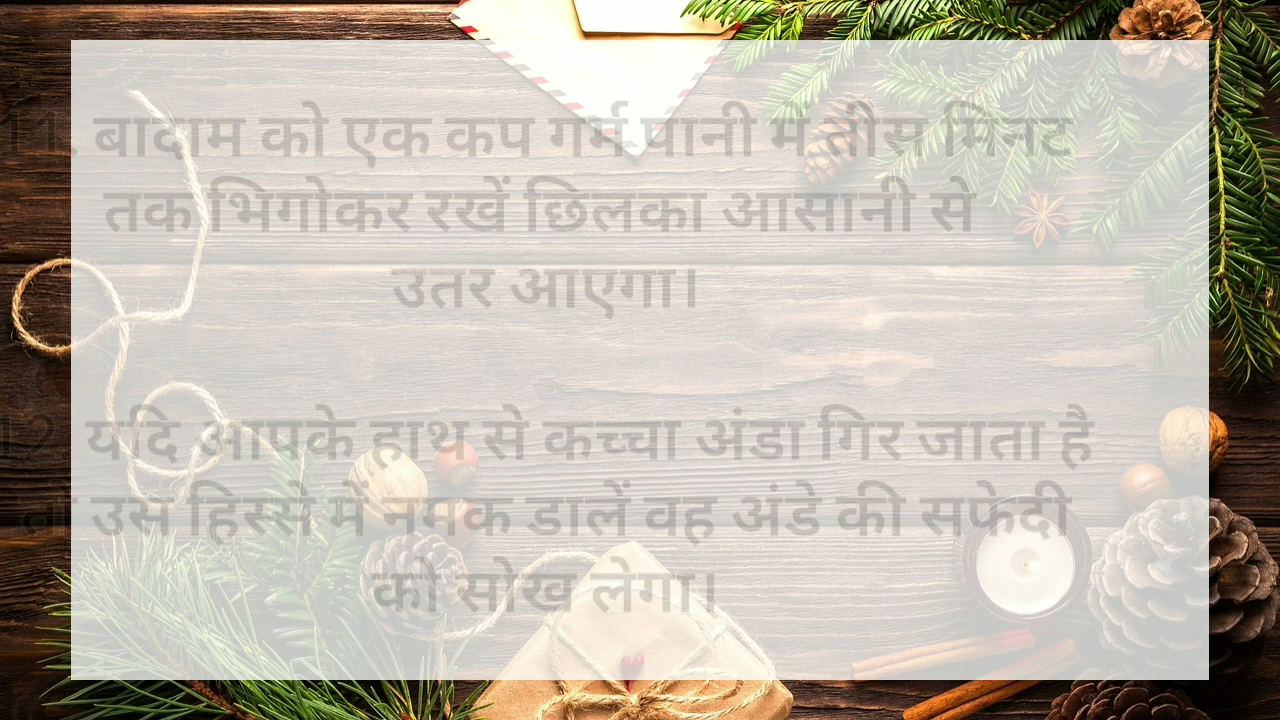 11. बादाम को एक कप गर्म पानी में तीस मिनट
तक भिगोकर रखें छिलका आसानी से
उतर आएगा।
12. यदि आपके हाथ से कच्चा अंडा गिर जाता है
तो उस हिस्से में नमक डालें वह अंडे की सफेदी
को सोख लेगा।